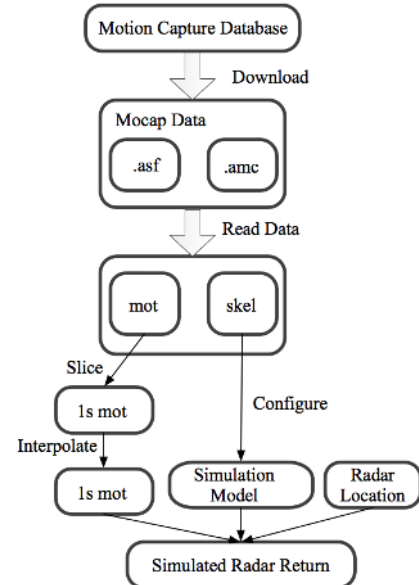 Motion Capture Database
Download
Mocap Data
.asf
.amc
Read Data
mot
skel
Slice
1s mot
Configure
Interpolate
1s mot
Simulation
Model
Radar
Location
Simulated Radar Return